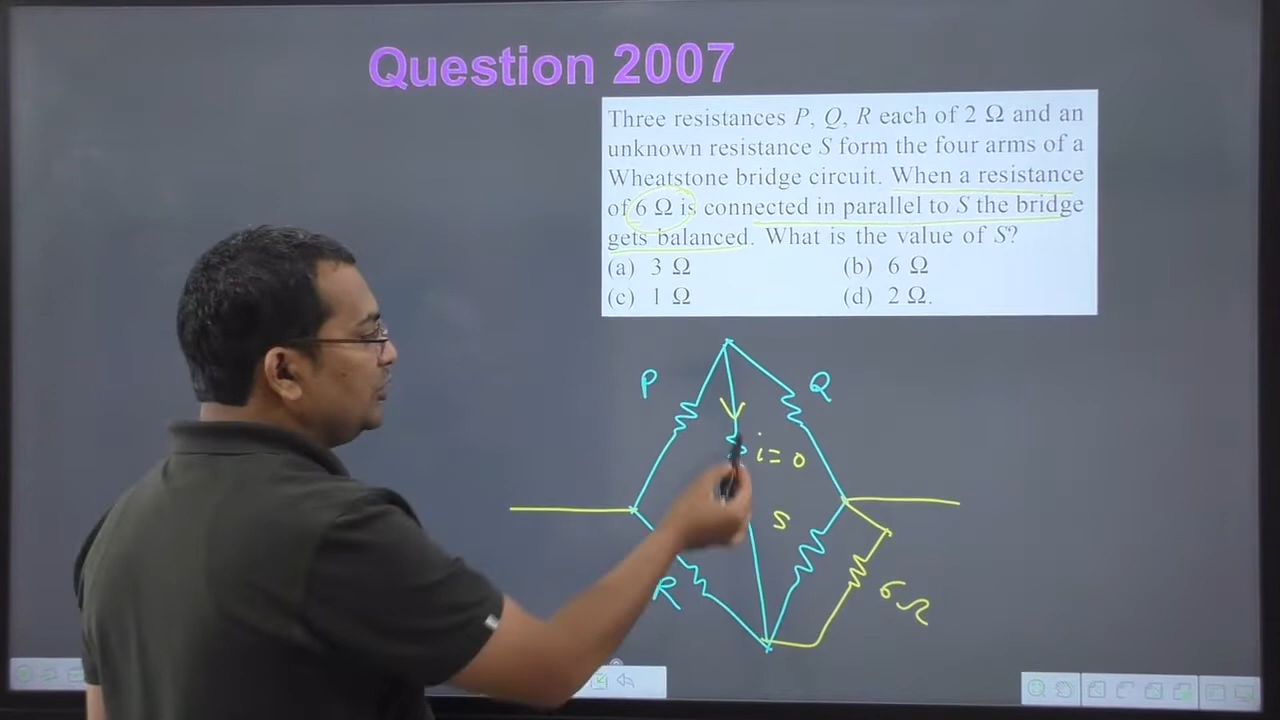 Question 2007
Three resistances P, Q, R each of 2 Ω and an
unknown resistance S form the four arms of a
Wheatstone bridge circuit. When a resistance
of 6 Ω is connected in parallel to S the bridge
gets balanced. What is the value of S?
(a) 3 Ω (b) 6 Ω
(c) 1 Ω (d) 2 Ω.
P Q
i = 0
S
R 6 Ω